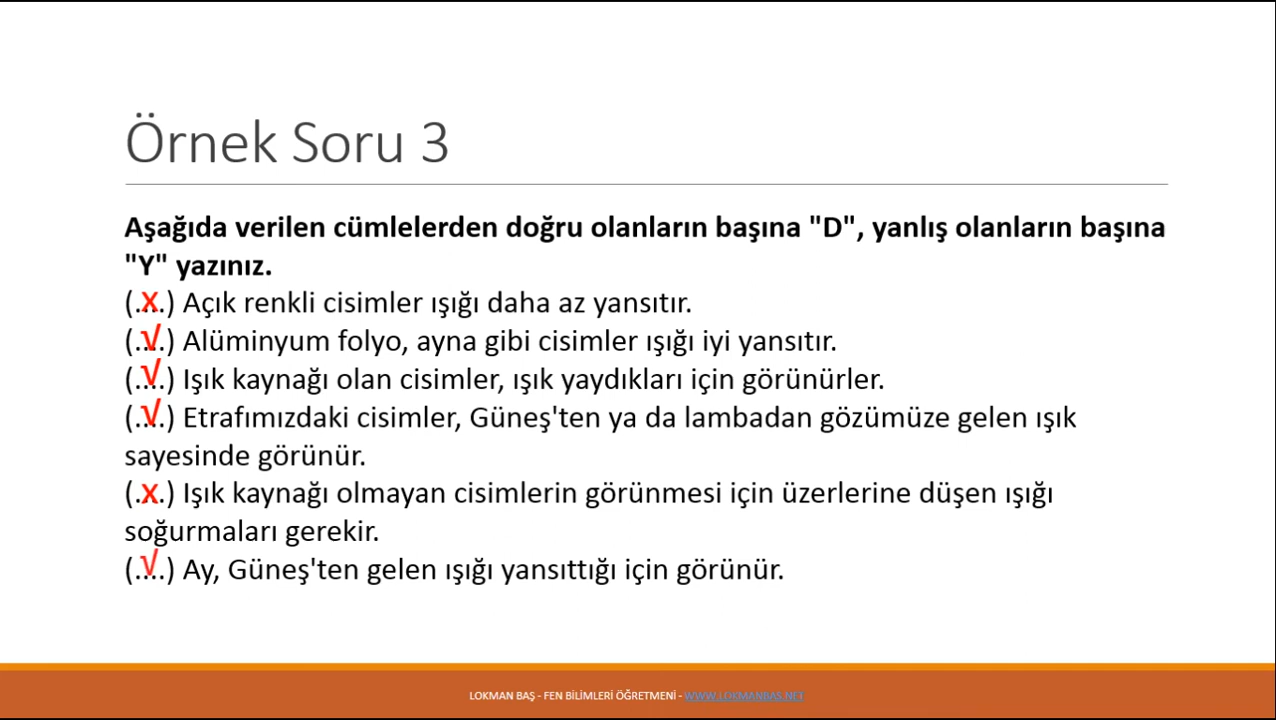 Örnek Soru 3
Aşağıda verilen cümlelerden doğru olanların başına "D", yanlış olanların başına
"Y" yazınız.
(.X.) Açık renkli cisimler ışığı daha az yansıtır.
(.√.) Alüminyum folyo, ayna gibi cisimler ışığı iyi yansıtır.
(.√.) Işık kaynağı olan cisimler, ışık yaydıkları için görünürler.
(.√.) Etrafımızdaki cisimler, Güneş'ten ya da lambadan gözümüze gelen ışık
sayesinde görünür.
(.X.) Işık kaynağı olmayan cisimlerin görünmesi için üzerlerine düşen ışığı
soğurmaları gerekir.
(.√.) Ay, Güneş'ten gelen ışığı yansıttığı için görünür.
LOKMAN BAŞ - FEN BİLİMLERİ ÖĞRETMENİ - WWW.LOKMANBAS.NET